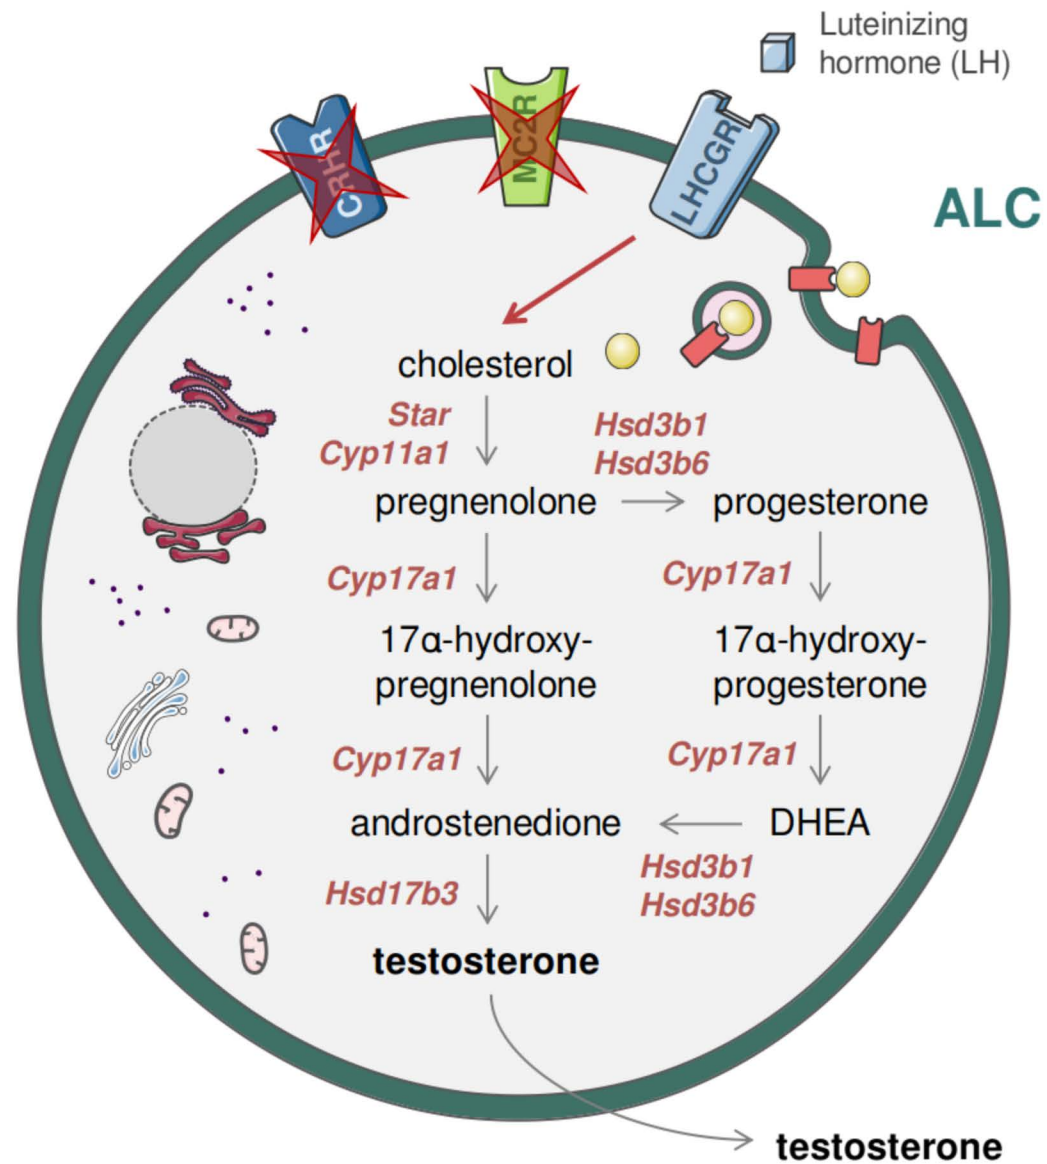 Luteinizing
hormone (LH)
CRHR
MC2R
LHCGR
ALC
cholesterol
Star
Cyp11a1
Hsd3b1
Hsd3b6
pregnenolone
progesterone
Cyp17a1
Cyp17a1
17α-hydroxy-
pregnenolone
17α-hydroxy-
progesterone
Cyp17a1
Cyp17a1
androstenedione
DHEA
Hsd3b1
Hsd3b6
Hsd17b3
testosterone
testosterone